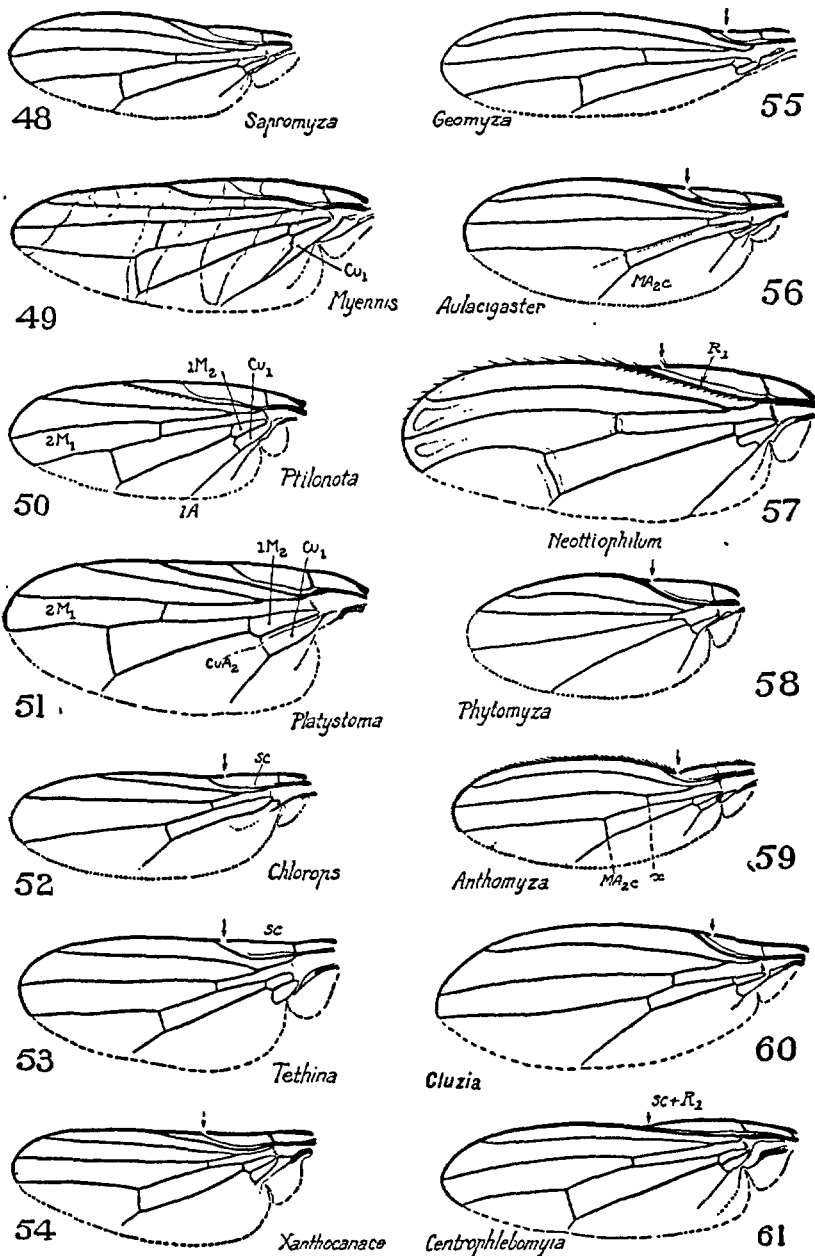 48
Sapromyza
49
Cu1
Myennis
1M2
Cu1
2M1
1A
Ptilonota
50
1M2
Cu1
2M1
CuA2
51
Platystoma
sc
Chlorops
52
sc
53
Tethina
54
Xanthocanace
Geomyza
55
MA2c
Aulacigaster
56
R1
57
Neottiophilum
58
Phytomyza
59
Anthomyza
MA2c
x
60
Cluzia
sc+R1
Centrophlebomyia
61